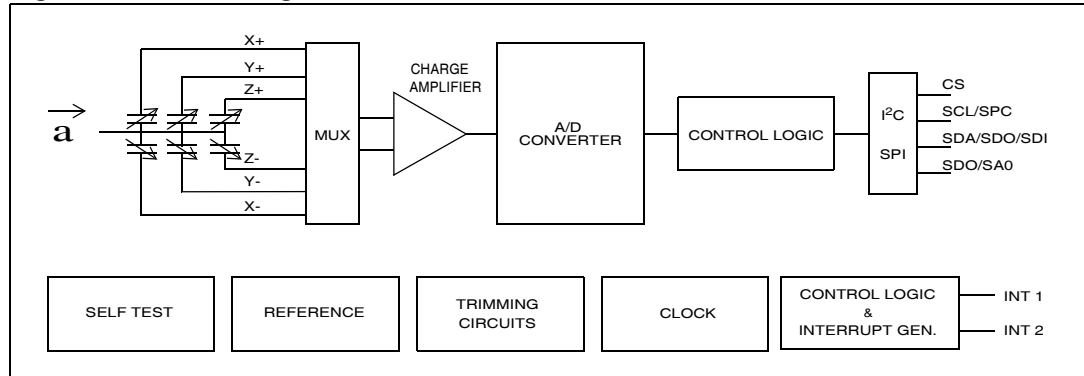 X+
Y+
Z+
a
Z-
Y-
X-
MUX
CHARGE
AMPLIFIER
A/D
CONVERTER
CONTROL LOGIC
I²C
SPI
CS
SCL/SPC
SDA/SDO/SDI
SDO/SA0
SELF TEST
REFERENCE
TRIMMING
CIRCUITS
CLOCK
CONTROL LOGIC
&
INTERRUPT GEN.
INT 1
INT 2